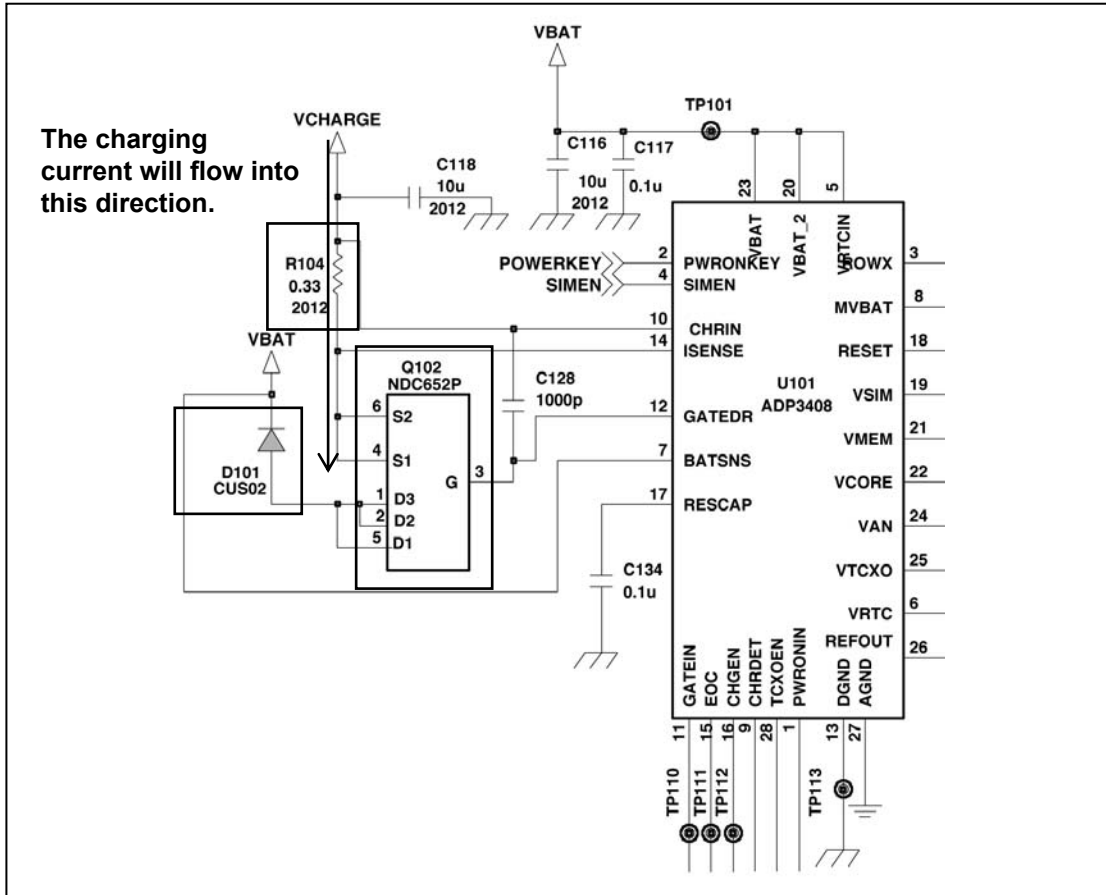 VBAT
TP101
The charging
current will flow into
this direction.
VCHARGE
C118
10u
2012
C116
10u
2012
C117
0.1u
23
20
5
VBAT
VBAT_2
VRTCIN
R104
0.33
2012
POWERKEY
SIMEN
2
4
PWRONKEY
SIMEN
ROWX
3
MVBAT
8
10
CHRIN
14
ISENSE
RESET
18
VBAT
Q102
NDC652P
C128
1000p
U101
ADP3408
VSIM
19
6
S2
12
GATEDR
VMEM
21
4
S1
7
BATSNS
G
3
VCORE
22
D101
CUS02
1
D3
2
D2
5
D1
17
RESCAP
VAN
24
C134
0.1u
VTCXO
25
VRTC
6
REFOUT
26
GATEIN
EOC
CHGEN
CHRDET
TCXOEN
PWRONIN
DGND
AGND
11
15
16
9
28
1
13
27
TP110
TP111
TP112
TP113